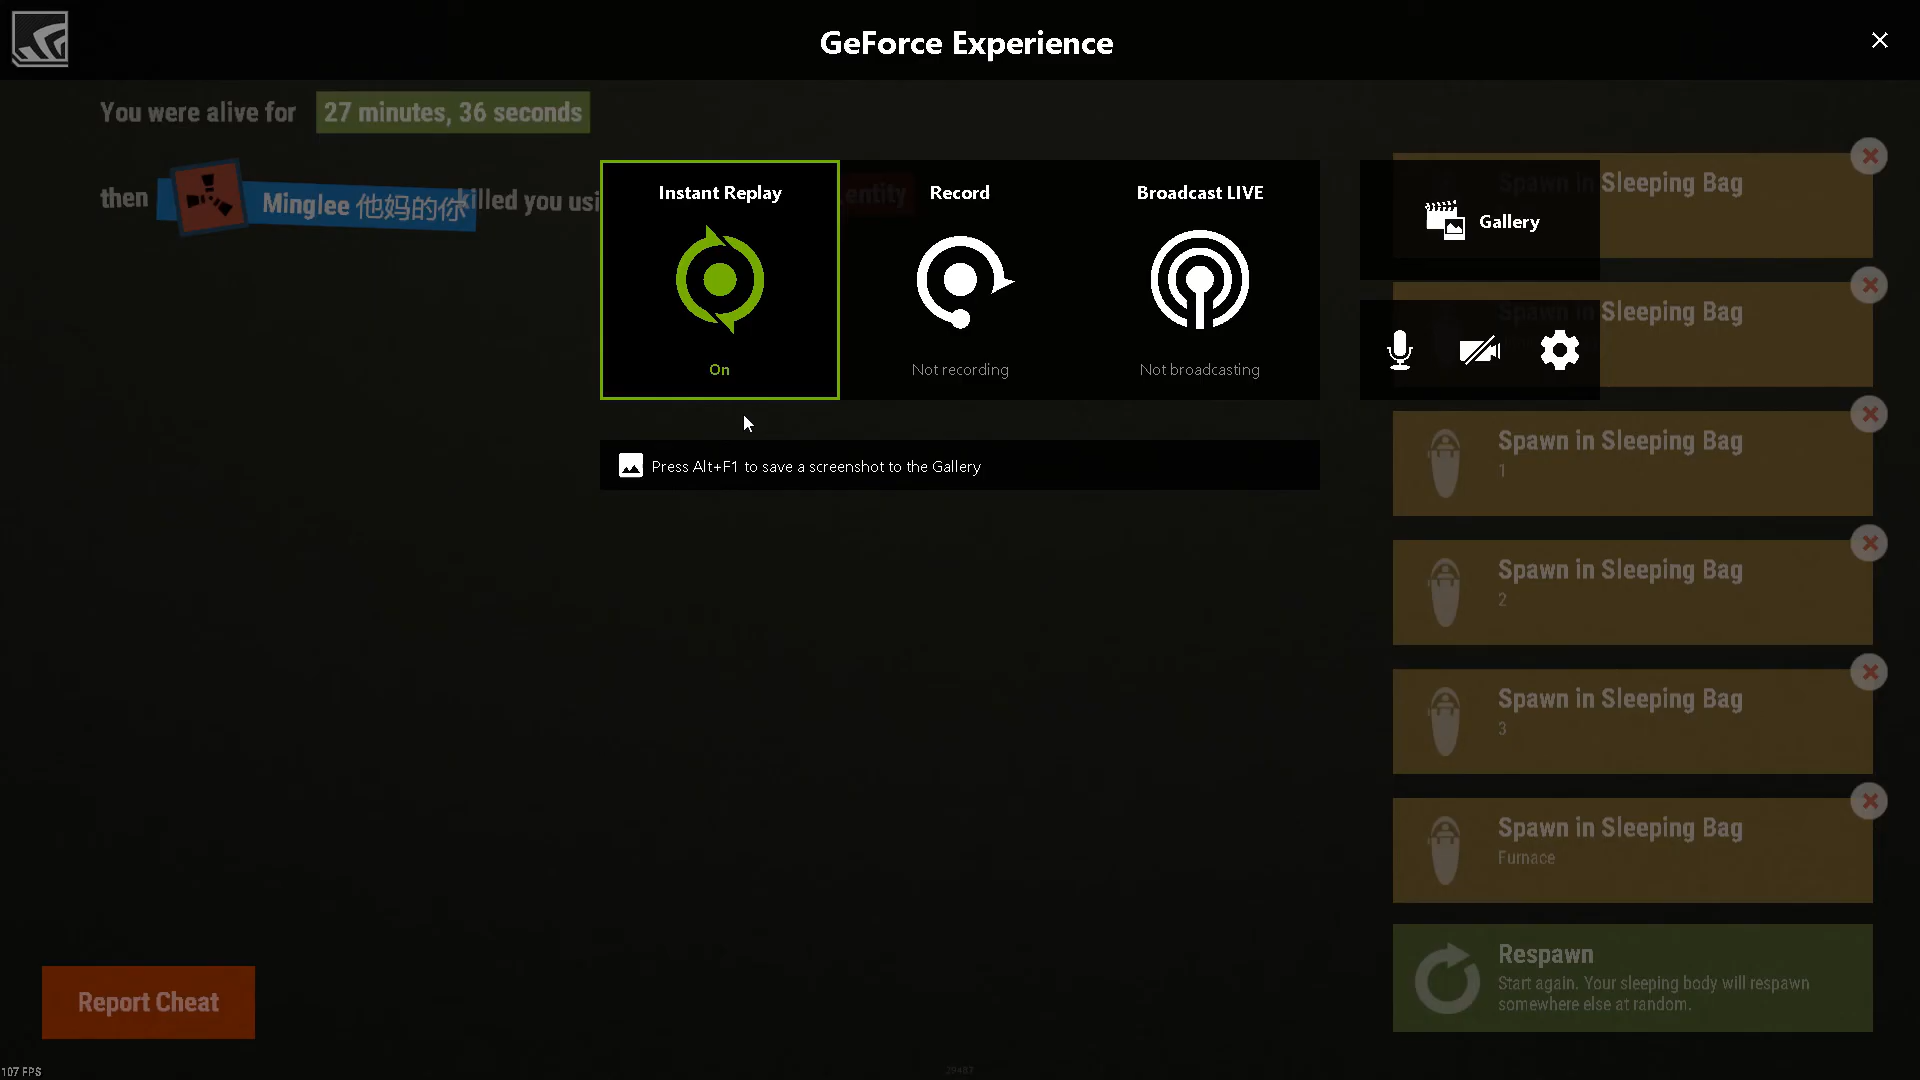 GeForce Experience
You were alive for 27 minutes, 36 seconds
then Minglee 他妈的你 killed you usi entity
Instant Replay
On
Record
Not recording
Broadcast LIVE
Not broadcasting
Press Alt+F1 to save a screenshot to the Gallery
Gallery
Spawn in Sleeping Bag
Spawn in Sleeping Bag
Spawn in Sleeping Bag
1
Spawn in Sleeping Bag
2
Spawn in Sleeping Bag
3
Spawn in Sleeping Bag
Furnace
Respawn
Start again. Your sleeping body will respawn
somewhere else at random.
Report Cheat
107 FPS